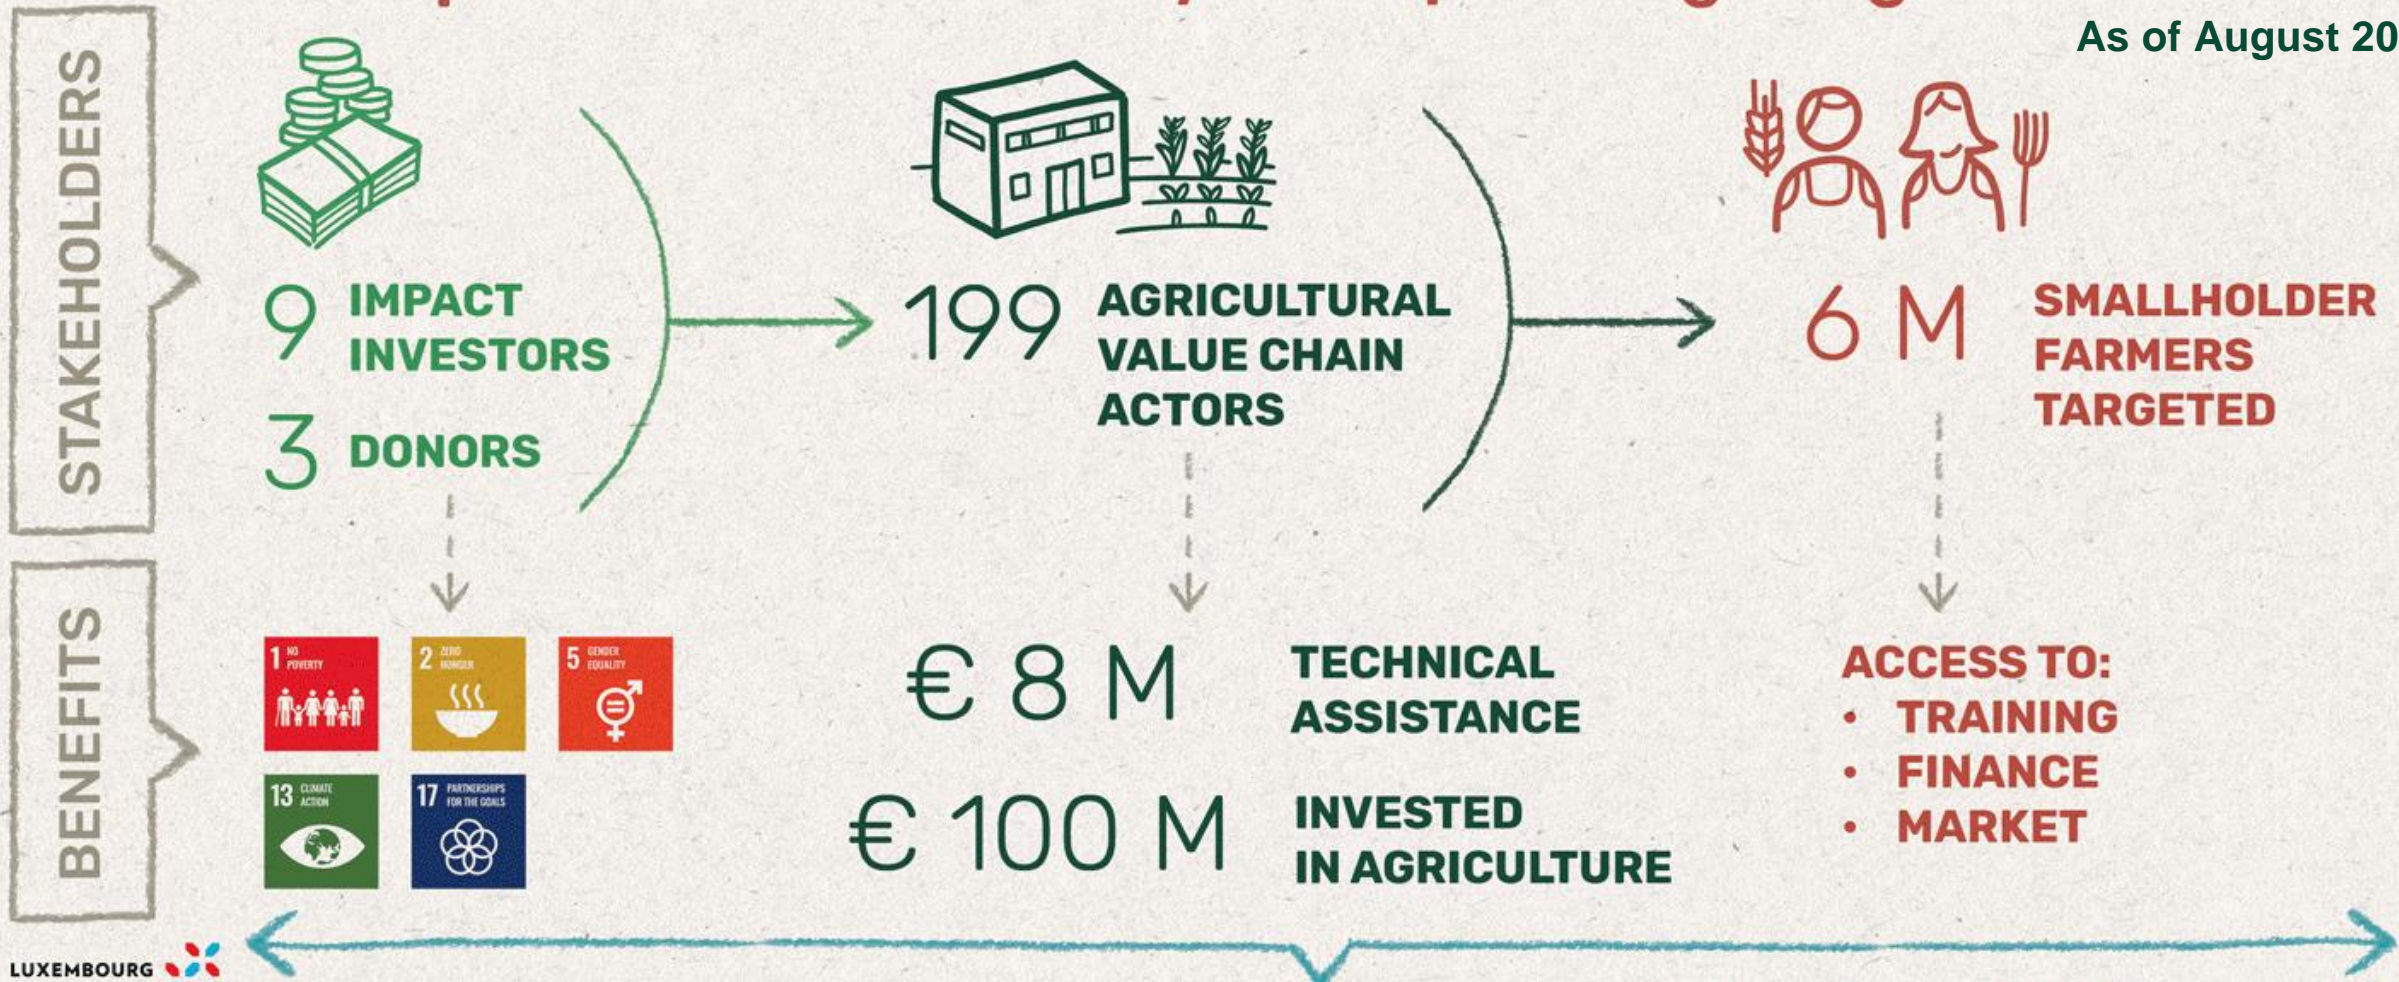 As of August 20
STAKEHOLDERS
9 IMPACT
INVESTORS
3 DONORS
199 AGRICULTURAL
VALUE CHAIN
ACTORS
6 M SMALLHOLDER
FARMERS
TARGETED
BENEFITS
1 NO
POVERTY
2 ZERO
HUNGER
5 GENDER
EQUALITY
13 CLIMATE
ACTION
17 PARTNERSHIPS
FOR THE GOALS
€ 8 M TECHNICAL
ASSISTANCE
€ 100 M INVESTED
IN AGRICULTURE
ACCESS TO:
• TRAINING
• FINANCE
• MARKET
LUXEMBOURG